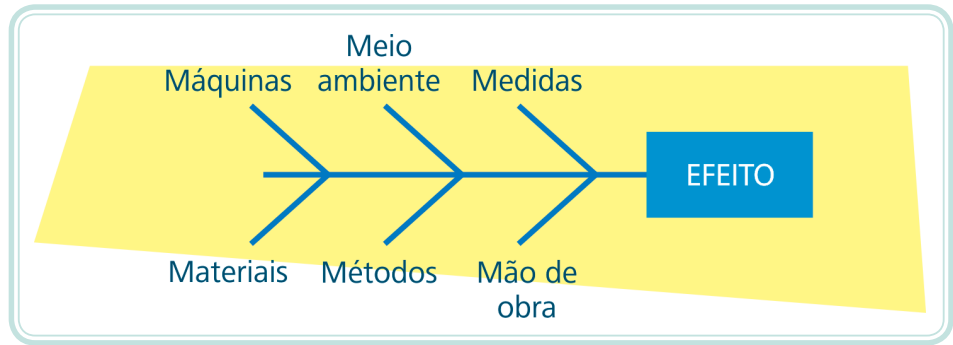 Meio
Máquinas ambiente Medidas
EFEITO
Materiais Métodos Mão de
obra